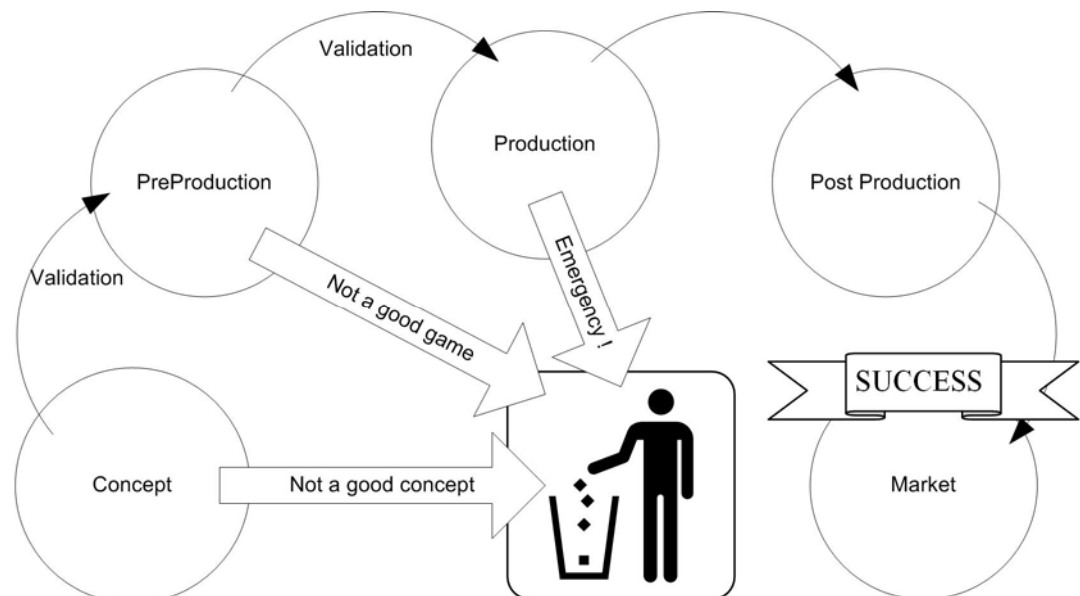 Validation
Production
PreProduction
Post Production
Validation
Emergency !
Not a good game
SUCCESS
Concept
Not a good concept
Market